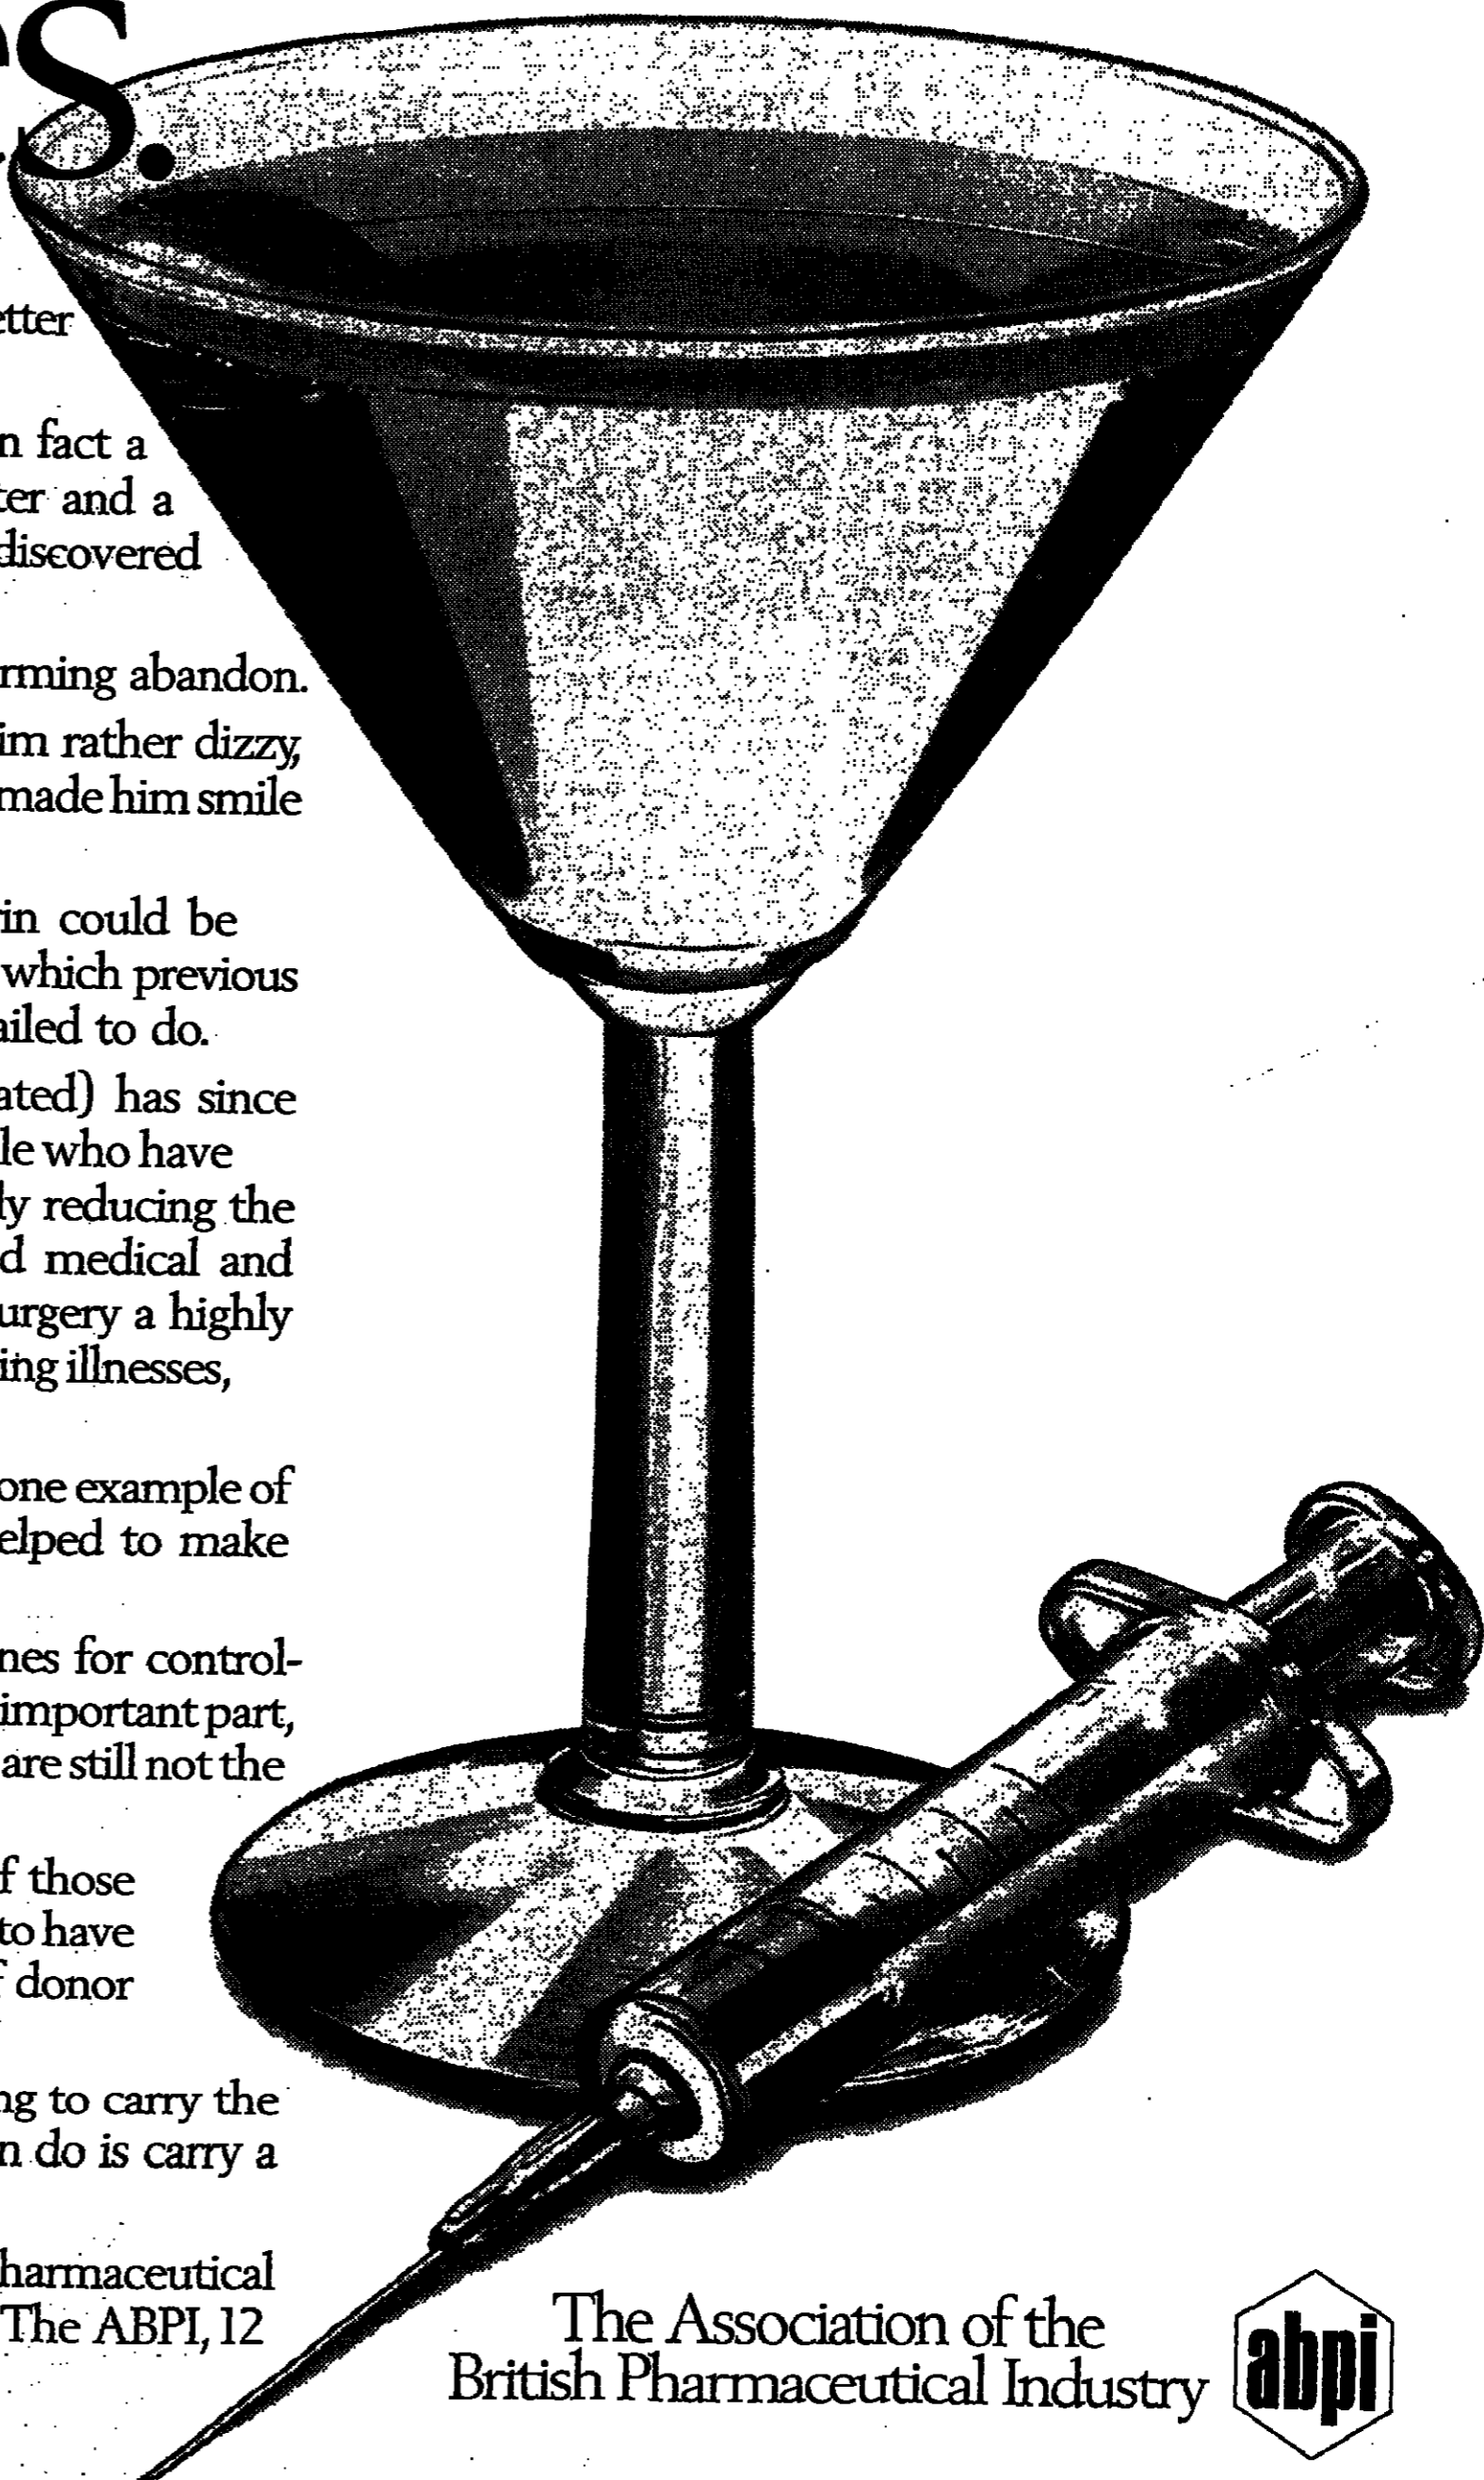 es.
etter
n fact a
ter and a
discovered
rming abandon.
im rather dizzy,
made him smile
in could be
which previous
ailed to do.
ated) has since
le who have
ly reducing the
d medical and
urgery a highly
ing illnesses,
one example of
elped to make
nes for control-
important part,
are still not the
f those
to have
f donor
ng to carry the
n do is carry a
harmaceutical
The ABPI, 12
The Association of the
British Pharmaceutical Industry
abpi